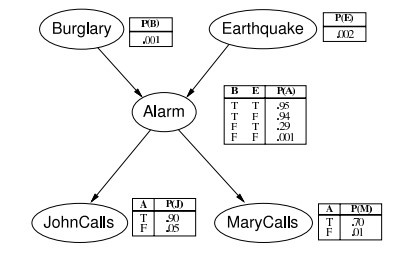 Burglary
P(B)
.001
Earthquake
P(E)
.002
Alarm
B E P(A)
T T .95
T F .94
F T .29
F F .001
JohnCalls
A P(J)
T .90
F .05
MaryCalls
A P(M)
T .70
F .01